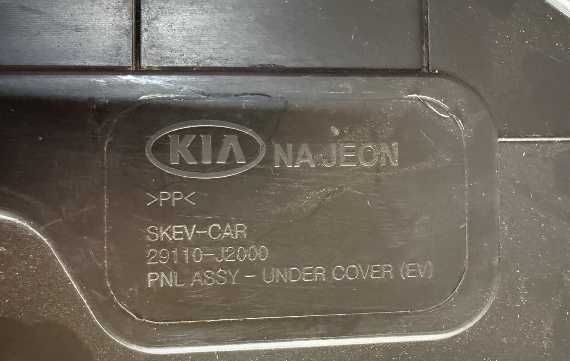 KIA NAJEON
>PP<
SKEV-CAR
29110-J2000
PNL ASSY - UNDER COVER (EV)